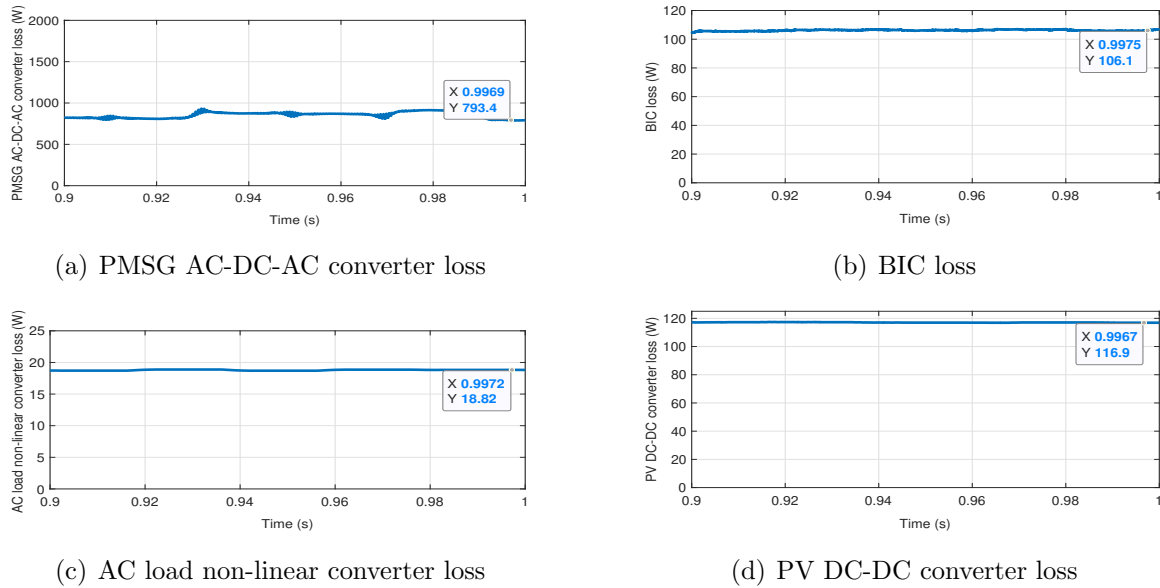 PMSG AC-DC-AC converter loss (W)
2000
1500
1000
500
0
X 0.9969
Y 793.4
0.9 0.92 0.94 0.96 0.98 1
Time (s)
(a) PMSG AC-DC-AC converter loss
BIC loss (W)
120
100
80
60
40
20
0
X 0.9975
Y 106.1
0.9 0.92 0.94 0.96 0.98 1
Time (s)
(b) BIC loss
AC load non-linear converter loss (W)
25
20
15
10
5
0
X 0.9972
Y 18.82
0.9 0.92 0.94 0.96 0.98 1
Time (s)
(c) AC load non-linear converter loss
PV DC-DC converter loss (W)
120
100
80
60
40
20
0
X 0.9967
Y 116.9
0.9 0.92 0.94 0.96 0.98 1
Time (s)
(d) PV DC-DC converter loss